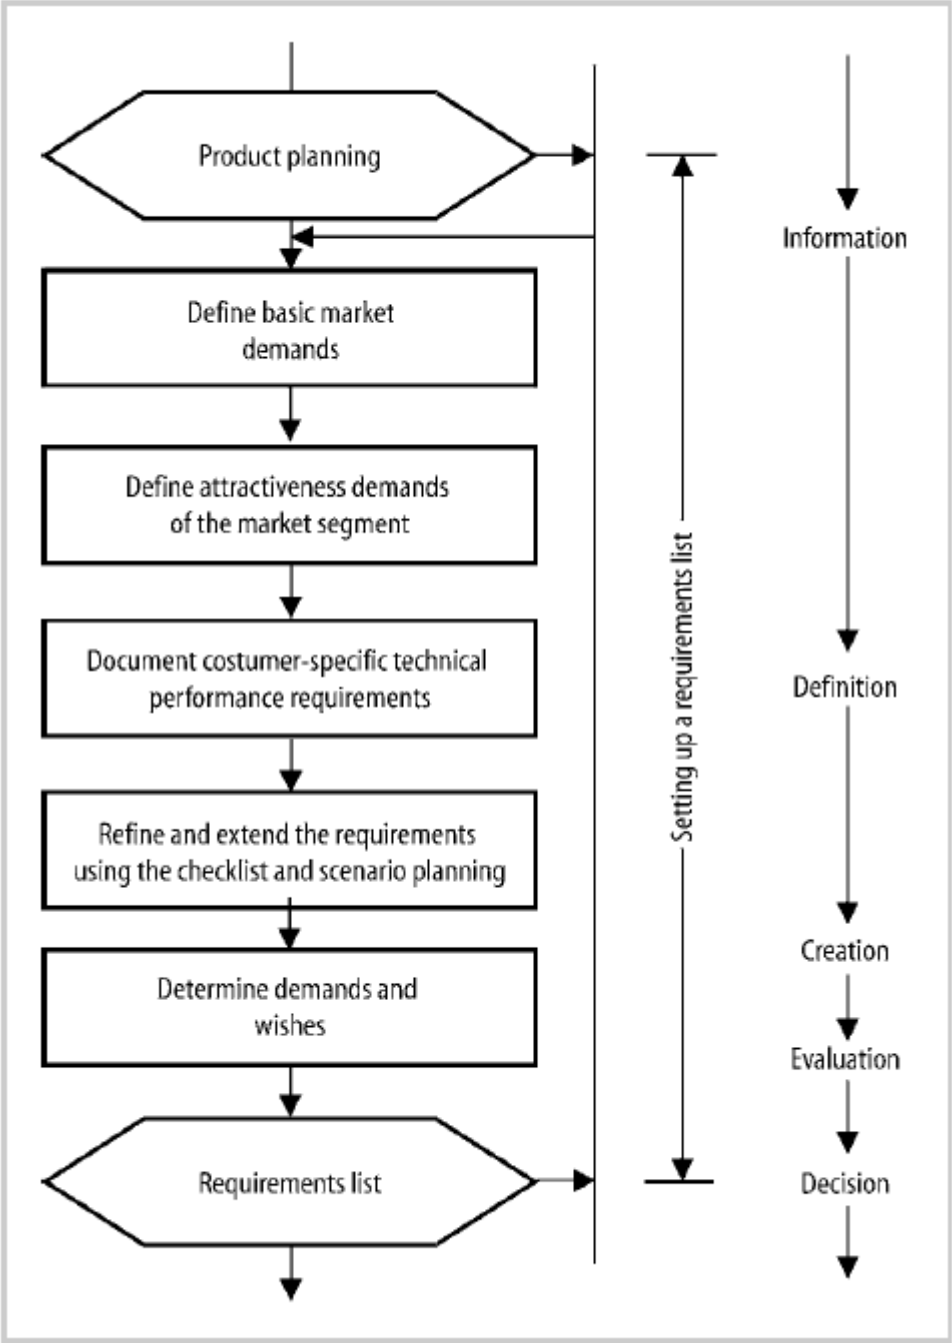 Product planning
Define basic market
demands
Define attractiveness demands
of the market segment
Document costumer-specific technical
performance requirements
Refine and extend the requirements
using the checklist and scenario planning
Determine demands and
wishes
Requirements list
Setting up a requirements list
Information
Definition
Creation
Evaluation
Decision